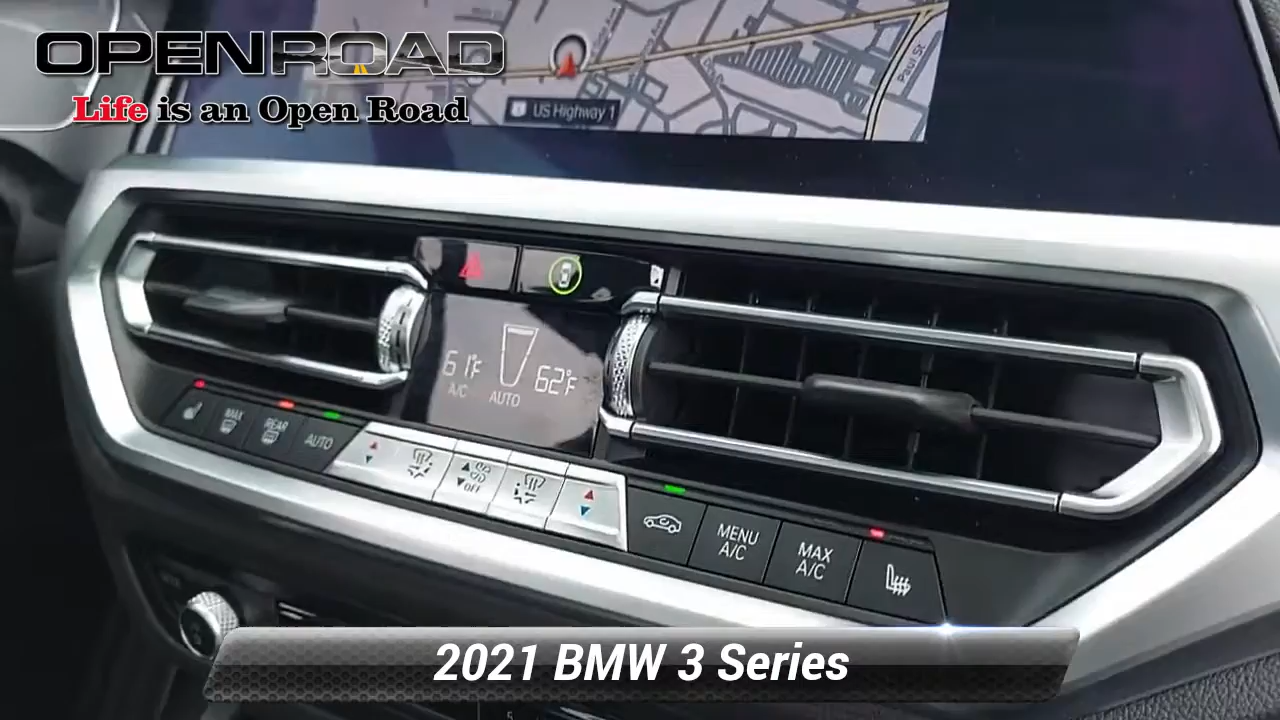 OPENROAD
Life is an Open Road
Paul St
US Highway 1
61°F
62°F
A/C
AUTO
MAX
REAR
AUTO
OFF
MENU
A/C
MAX
A/C
2021 BMW 3 Series